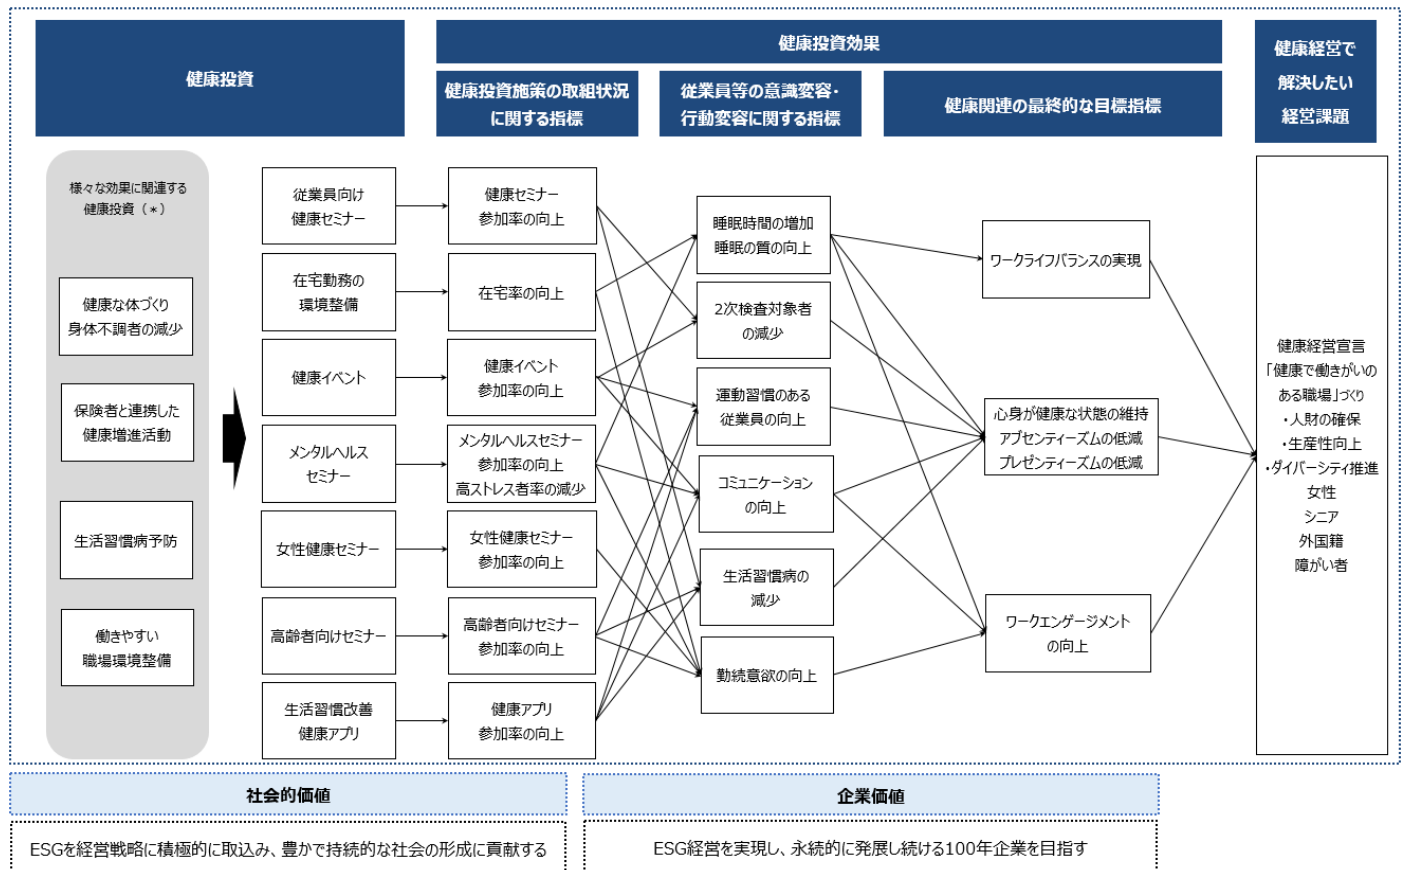 健康投資
健康投資効果
健康投資施策の取組状況
に関する指標
従業員等の意識変容・
行動変容に関する指標
健康関連の最終的な目標指標
健康経営で
解決したい
経営課題
様々な効果に関連する
健康投資（＊）
健康な体づくり
身体不調者の減少
保険者と連携した
健康増進活動
生活習慣病予防
働きやすい
職場環境整備
従業員向け
健康セミナー
在宅勤務の
環境整備
健康イベント
メンタルヘルス
セミナー
女性健康セミナー
高齢者向けセミナー
生活習慣改善
健康アプリ
健康セミナー
参加率の向上
在宅率の向上
健康イベント
参加率の向上
メンタルヘルスセミナー
参加率の向上
高ストレス者率の減少
女性健康セミナー
参加率の向上
高齢者向けセミナー
参加率の向上
健康アプリ
参加率の向上
睡眠時間の増加
睡眠の質の向上
2次検査対象者
の減少
運動習慣のある
従業員の向上
コミュニケーション
の向上
生活習慣病の
減少
勤続意欲の向上
ワークライフバランスの実現
心身が健康な状態の維持
アブセンティーズムの低減
プレゼンティーズムの低減
ワークエンゲージメント
の向上
健康経営宣言
「健康で働きがいの
ある職場」づくり
・人財の確保
・生産性向上
・ダイバーシティ推進
女性
シニア
外国籍
障がい者
社会的価値
ESGを経営戦略に積極的に取込み、豊かで持続的な社会の形成に貢献する
企業価値
ESG経営を実現し、永続的に発展し続ける100年企業を目指す